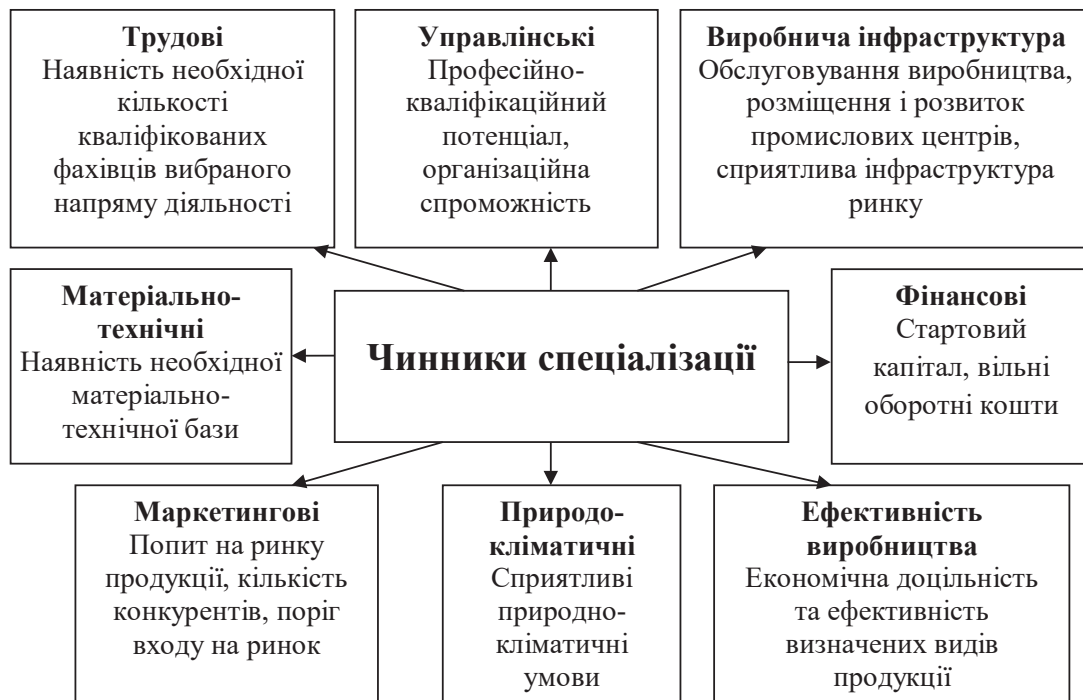 Трудові
Наявність необхідної
кількості
кваліфікованих
фахівців вибраного
напряму діяльності
Управлінські
Професійно-
кваліфікаційний
потенціал,
організаційна
спроможність
Виробнича інфраструктура
Обслуговування виробництва,
розміщення і розвиток
промислових центрів,
сприятлива інфраструктура
ринку
Матеріально-
технічні
Наявність необхідної
матеріально-
технічної бази
Чинники спеціалізації
Фінансові
Стартовий
капітал, вільні
оборотні кошти
Маркетингові
Попит на ринку
продукції, кількість
конкурентів, поріг
входу на ринок
Природо-
кліматичні
Сприятливі
природно-
кліматичні
умови
Ефективність
виробництва
Економічна доцільність
та ефективність
визначених видів
продукції